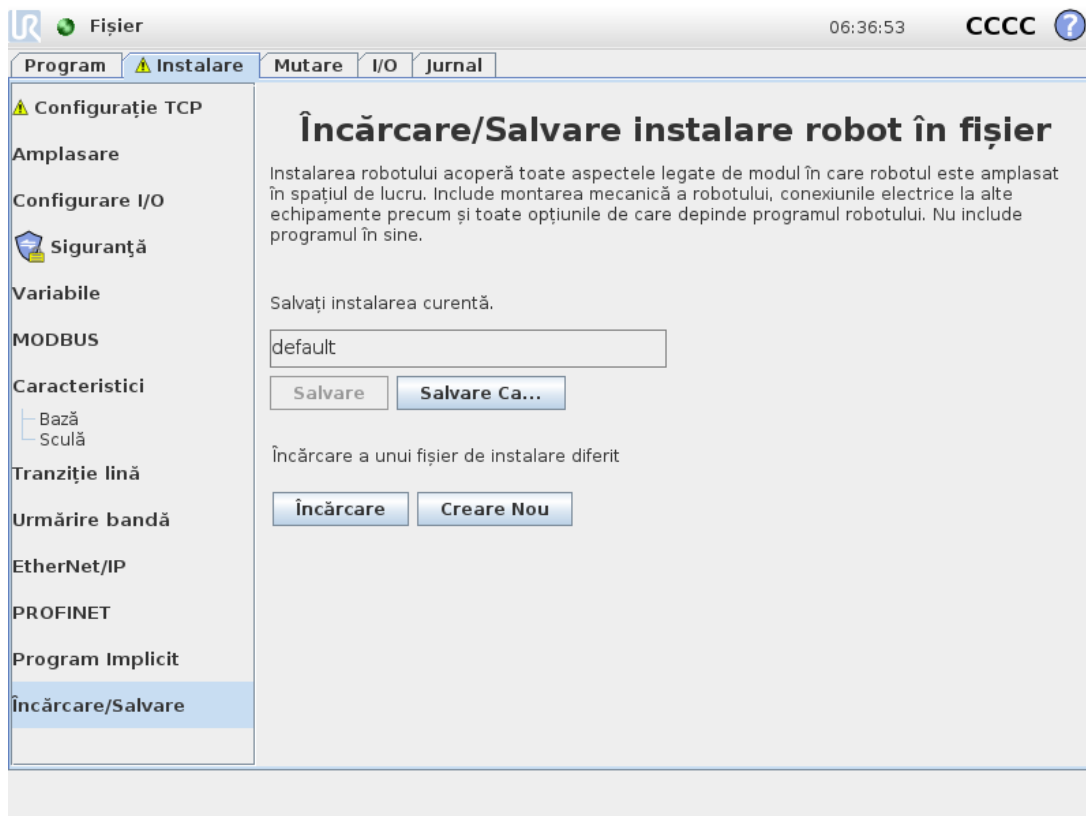 UR Fișier 06:36:53 CCCC ?
Program Instalare Mutare I/O Jurnal
Configurație TCP
Amplasare
Configurare I/O
Siguranţă
Variabile
MODBUS
Caracteristici
Bază
Sculă
Tranziție lină
Urmărire bandă
EtherNet/IP
PROFINET
Program Implicit
Încărcare/Salvare
Încărcare/Salvare instalare robot în fișier
Instalarea robotului acoperă toate aspectele legate de modul în care robotul este amplasat
în spațiul de lucru. Include montarea mecanică a robotului, conexiunile electrice la alte
echipamente precum și toate opțiunile de care depinde programul robotului. Nu include
programul în sine.
Salvați instalarea curentă.
default
Salvare Salvare Ca...
Încărcare a unui fișier de instalare diferit
Încărcare Creare Nou